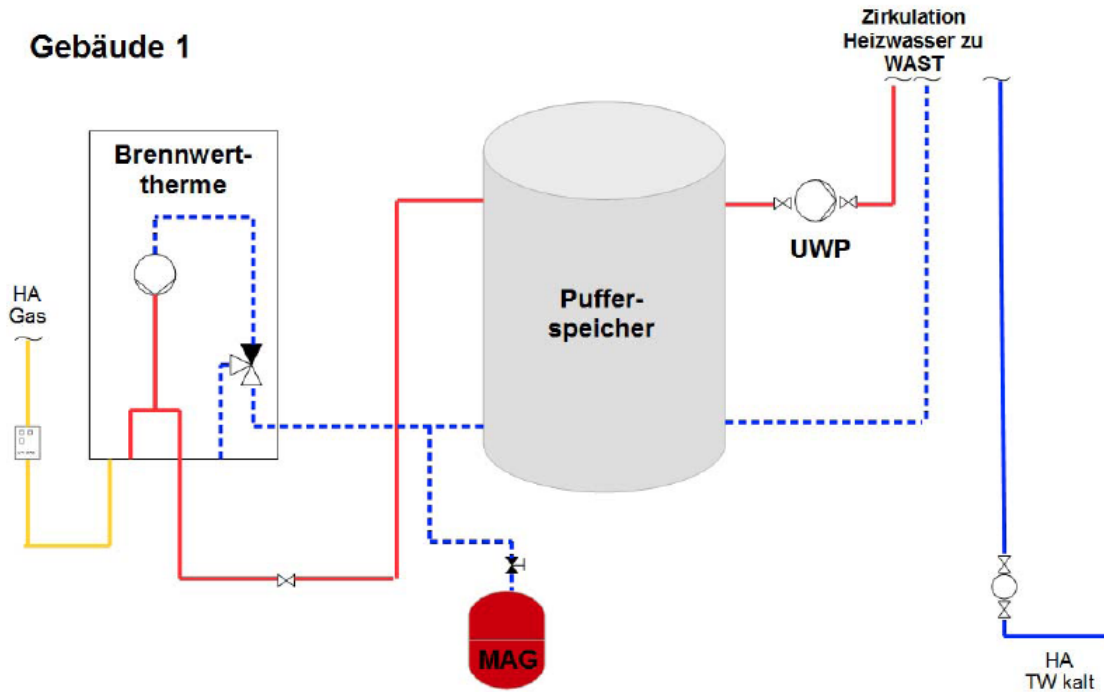 Gebäude 1
Zirkulation
Heizwasser zu
WAST
Brennwert-
therme
UWP
HA
Gas
Puffer-
speicher
MAG
HA
TW kalt